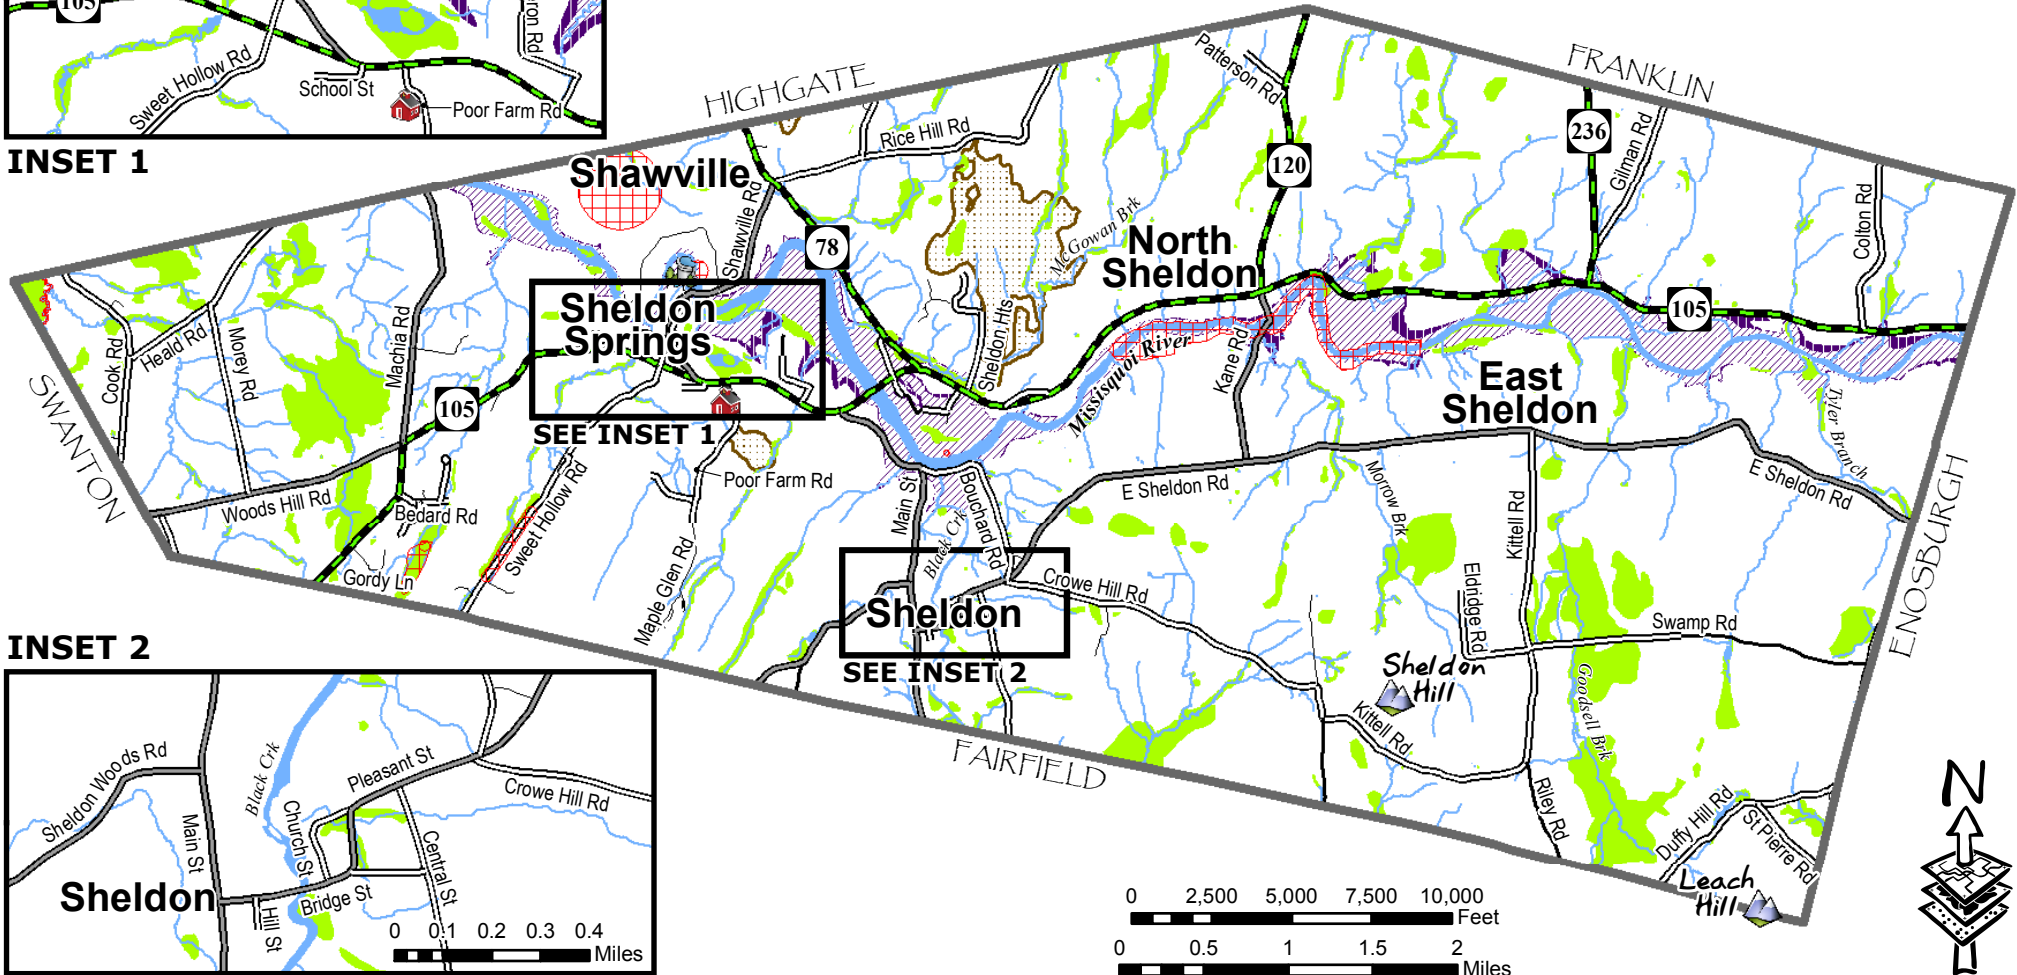 105
Sweet Hollow Rd
School St
Poor Farm Rd
INSET 1
HIGHGATE
FRANKLIN
Patterson Rd
Rice Hill Rd
236
Gilman Rd
120
Shawville
Shawville Rd
Colton Rd
Mc Gowan Brk
78
North
Sheldon
Sheldon
Springs
Sheldon Hts
105
Machia Rd
Cook Rd
Heald Rd
Morey Rd
Missisquoi River
Kane Rd
East
Sheldon
SWANTON
105
SEE INSET 1
Tyler Branch
Poor Farm Rd
E Sheldon Rd
E Sheldon Rd
Woods Hill Rd
Bedard Rd
Sweet Hollow Rd
Main St
Black Crk
Bouchard Rd
Morrow Brk
Kittell Rd
ENOSBURGH
Gordy Ln
Maple Glen Rd
Crowe Hill Rd
Eldridge Rd
Sheldon
Swamp Rd
SEE INSET 2
Sheldon
Hill
Goodsell Brk
Kittell Rd
FAIRFIELD
Riley Rd
Duffy Hill Rd
St Pierre Rd
Leach
Hill
N
INSET 2
Sheldon Woods Rd
Black Crk
Pleasant St
Crowe Hill Rd
Main St
Church St
Central St
Sheldon
Bridge St
Hill St
0 0.1 0.2 0.3 0.4
Miles
0 2,500 5,000 7,500 10,000
Feet
0 0.5 1 1.5 2
Miles